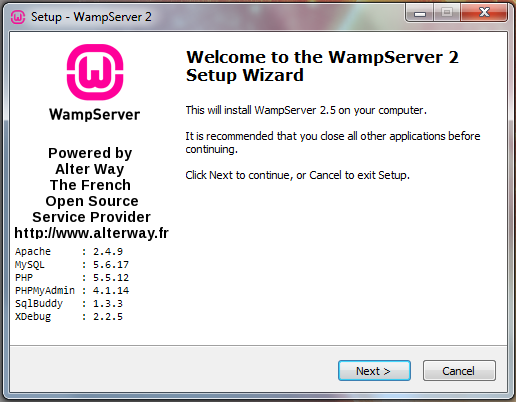 Setup - WampServer 2
WampServer
Powered by
Alter Way
The French
Open Source
Service Provider
http://www.alterway.fr
Apache : 2.4.9
MySQL : 5.6.17
PHP : 5.5.12
PHPMyAdmin : 4.1.14
SqlBuddy : 1.3.3
XDebug : 2.2.5
Welcome to the WampServer 2
Setup Wizard
This will install WampServer 2.5 on your computer.
It is recommended that you close all other applications before
continuing.
Click Next to continue, or Cancel to exit Setup.
Next >
Cancel